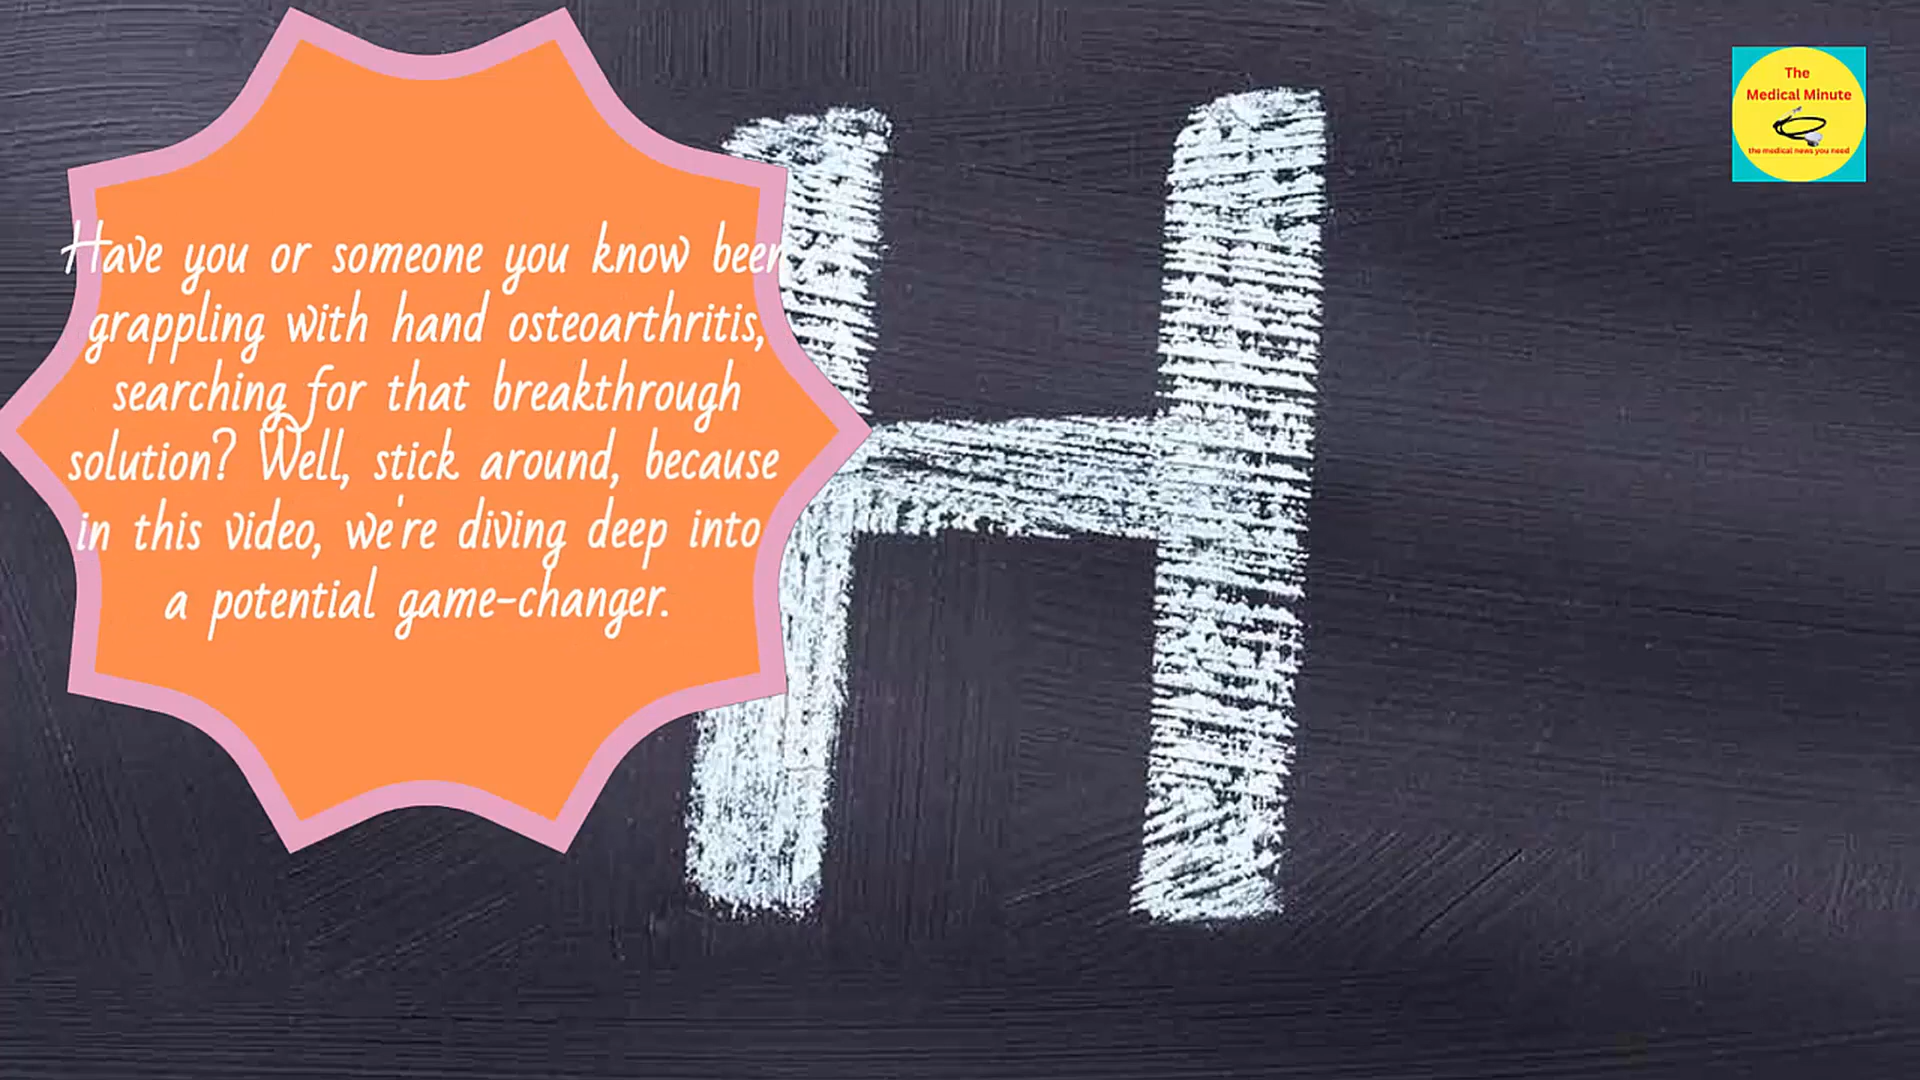 Have you or someone you know been
grappling with hand osteoarthritis,
searching for that breakthrough
solution? Well, stick around, because
in this video, we're diving deep into
a potential game-changer.
H
The
Medical Minute
the medical news you need